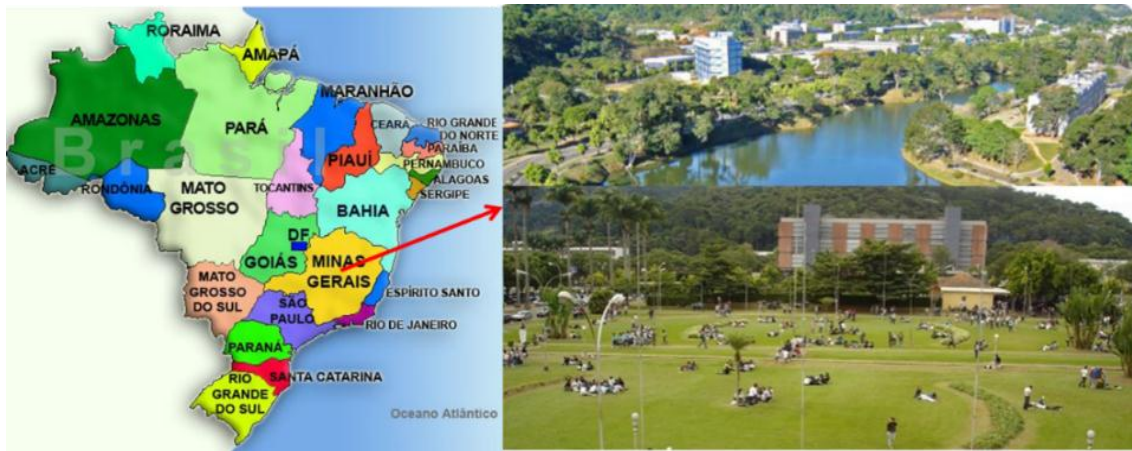 RORAIMA
AMAPÁ
AMAZONAS
PARÁ
MARANHÃO
CEARÁ
RIO GRANDE
DO NORTE
PARAÍBA
PIAUÍ
PERNAMBUCO
ALAGOAS
SERGIPE
Brasil
ACRE
RONDÔNIA
MATO
GROSSO
TOCANTINS
BAHIA
DF
GOIÁS
MINAS
GERAIS
MATO
GROSSO
DO SUL
ESPÍRITO SANTO
SÃO
PAULO
RIO DE JANEIRO
PARANÁ
SANTA CATARINA
RIO
GRANDE
DO SUL
Oceano Atlântico